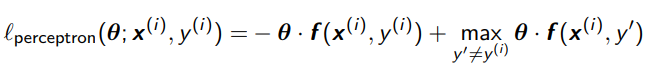 ℓ_perceptron(θ; x^(i), y^(i)) = − θ · f(x^(i), y^(i)) + max_{y′≠y^(i)} θ · f(x^(i), y′)